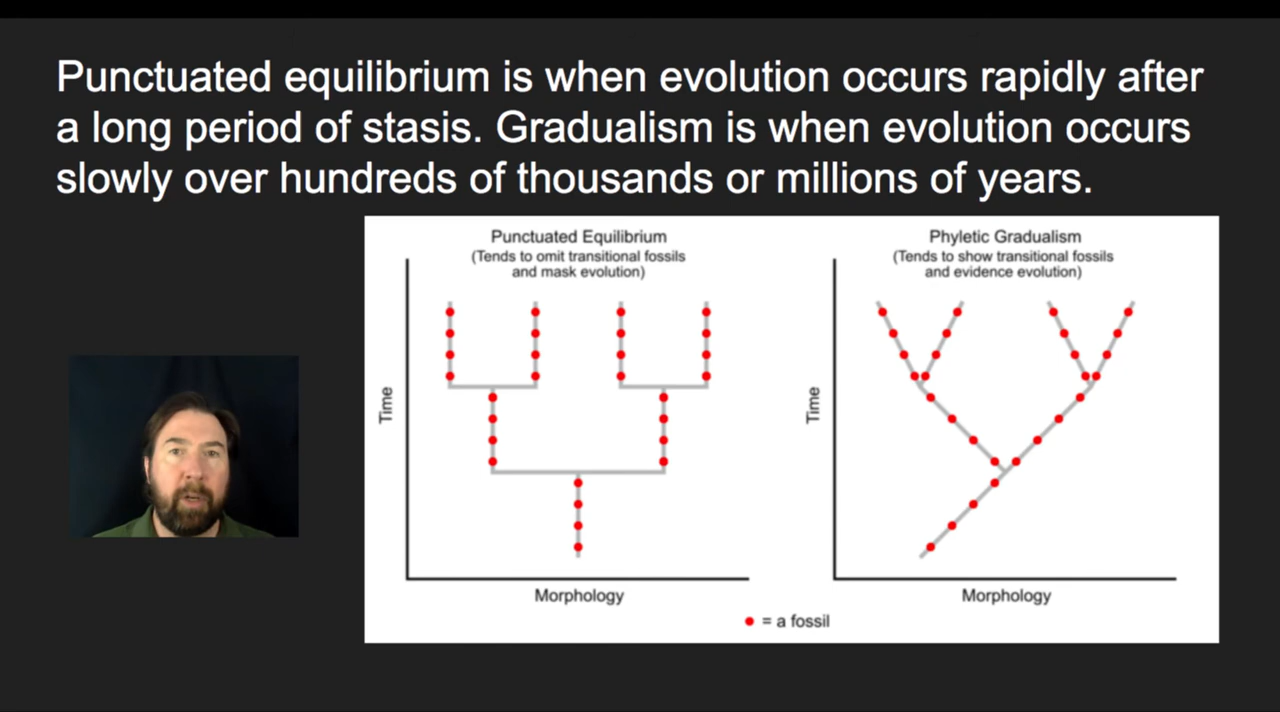 Punctuated equilibrium is when evolution occurs rapidly after
a long period of stasis. Gradualism is when evolution occurs
slowly over hundreds of thousands or millions of years.
Punctuated Equilibrium
(Tends to omit transitional fossils
and mask evolution)
Time
Morphology
Phyletic Gradualism
(Tends to show transitional fossils
and evidence evolution)
Time
Morphology
= a fossil